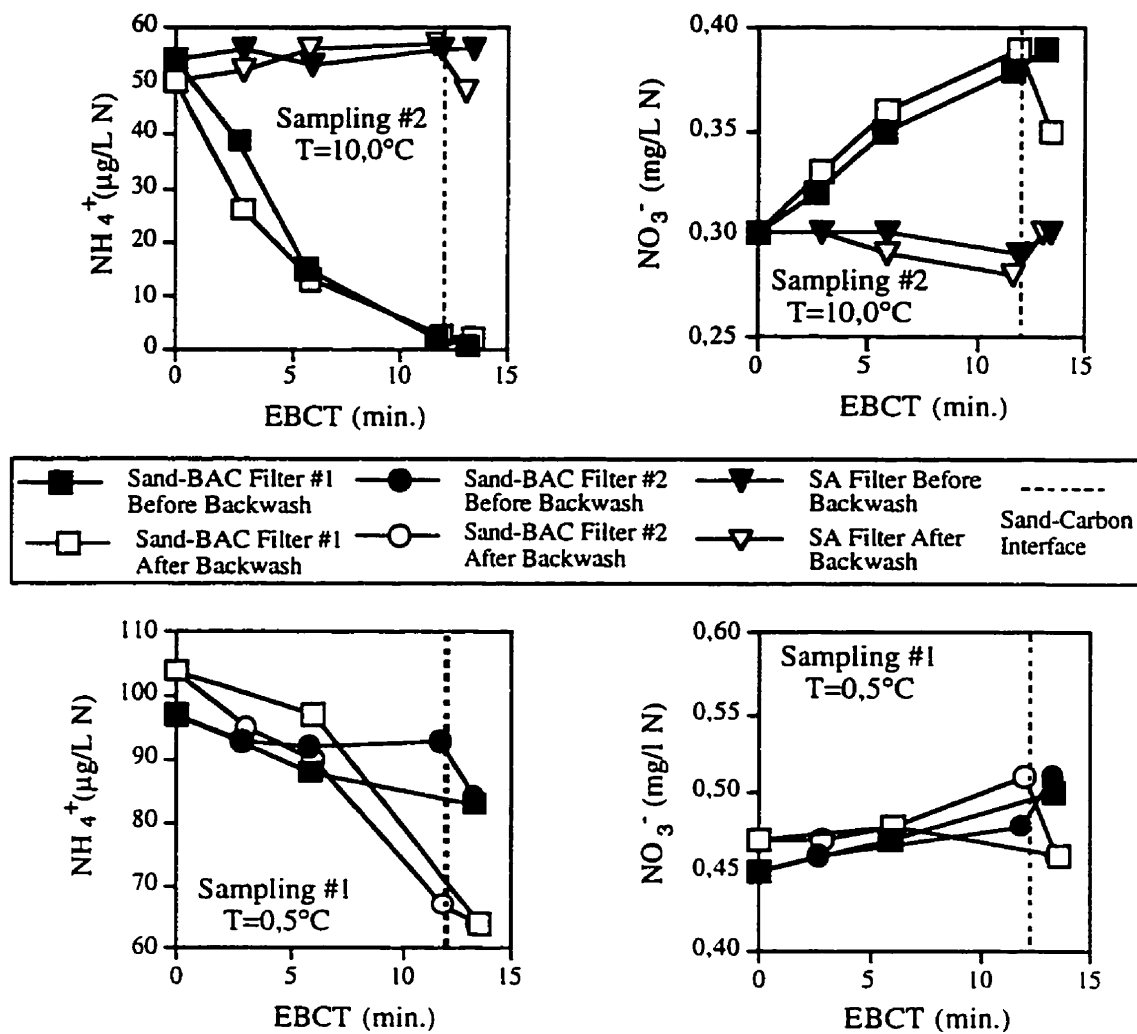 60
50
40
30
20
10
0
NH4+(µg/L N)
Sampling #2
T=10,0°C
0 5 10 15
EBCT (min.)
0,40
0,35
0,30
0,25
NO3- (mg/L N)
Sampling #2
T=10,0°C
0 5 10 15
EBCT (min.)
Sand-BAC Filter #1
Before Backwash
Sand-BAC Filter #2
Before Backwash
SA Filter Before
Backwash
Sand-BAC Filter #1
After Backwash
Sand-BAC Filter #2
After Backwash
SA Filter After
Backwash
Sand-Carbon
Interface
110
100
90
80
70
60
NH4+(µg/L N)
Sampling #1
T=0,5°C
0 5 10 15
EBCT (min.)
0,60
0,55
0,50
0,45
0,40
NO3- (mg/l N)
Sampling #1
T=0,5°C
0 5 10 15
EBCT (min.)